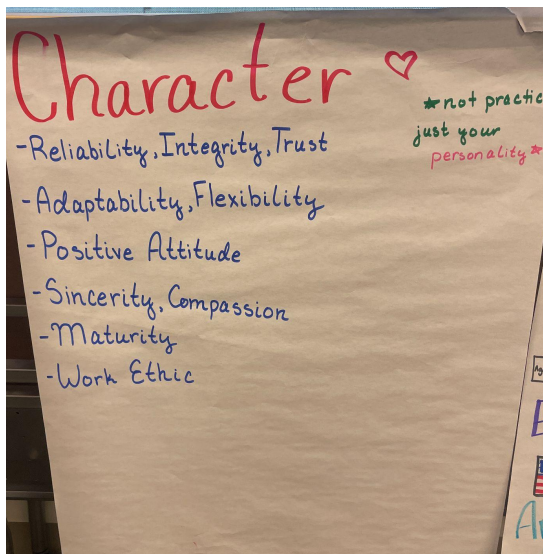 Character
*not practic
just your
personality*
-Reliability, Integrity, Trust
-Adaptability, Flexibility
-Positive Attitude
-Sincerity, Compassion
-Maturity
-Work Ethic